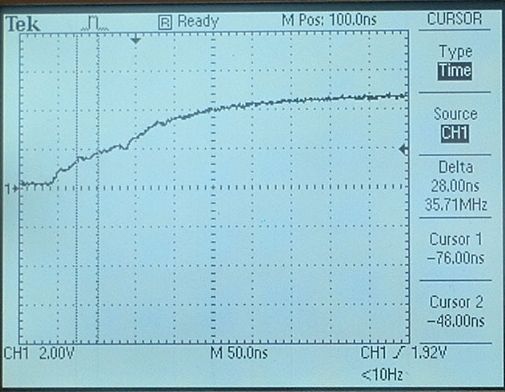 Tek R Ready M Pos: 100.0ns CURSOR
Type
Time
Source
CH1
Delta
28.00ns
35.71MHz
Cursor 1
-76.00ns
Cursor 2
-48.00ns
1
CH1 2.00V M 50.0ns CH1 1.92V
<10Hz